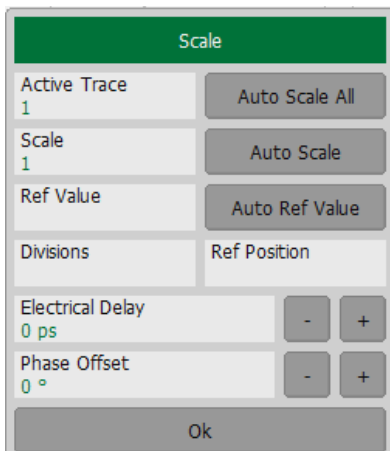 Scale
Active Trace
1
Auto Scale All
Scale
1
Auto Scale
Ref Value
Auto Ref Value
Divisions
Ref Position
Electrical Delay
0 ps
-
+
Phase Offset
0 °
-
+
Ok